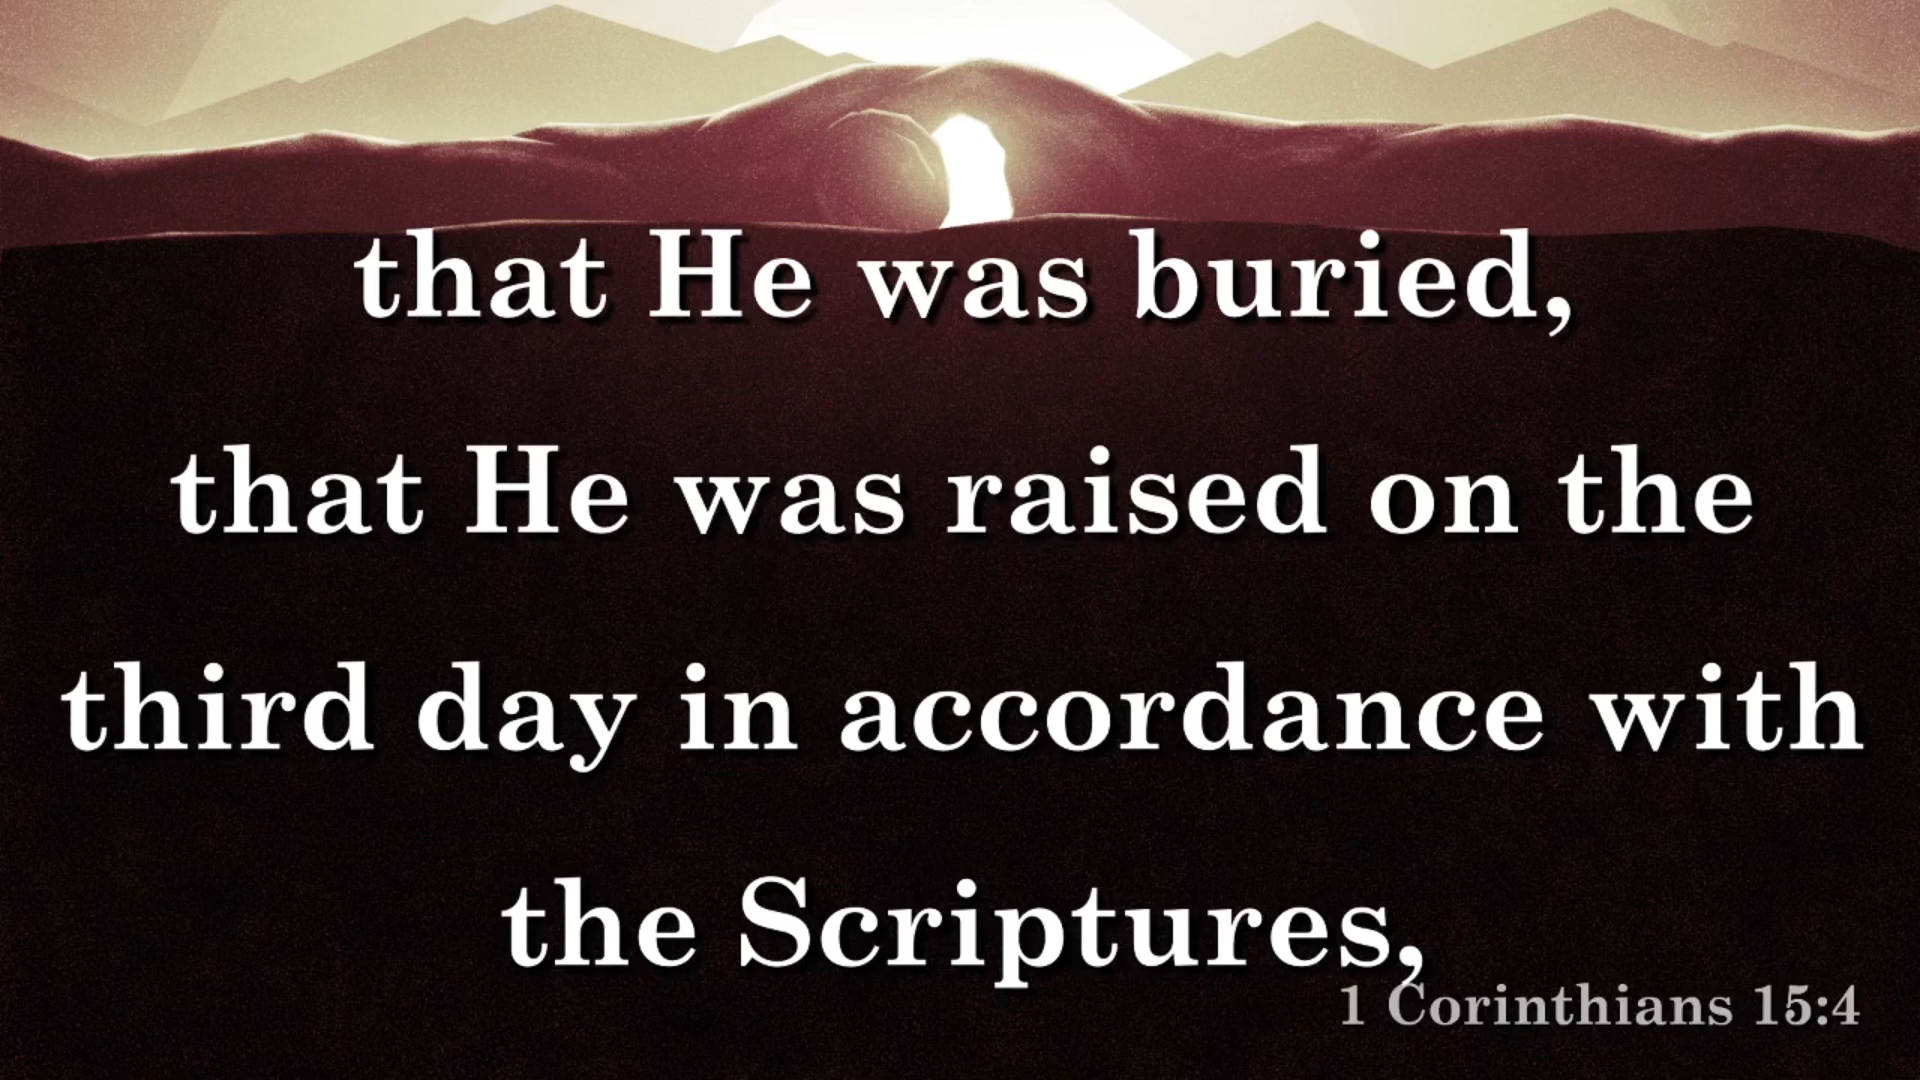 that He was buried,
that He was raised on the
third day in accordance with
the Scriptures,
1 Corinthians 15:4